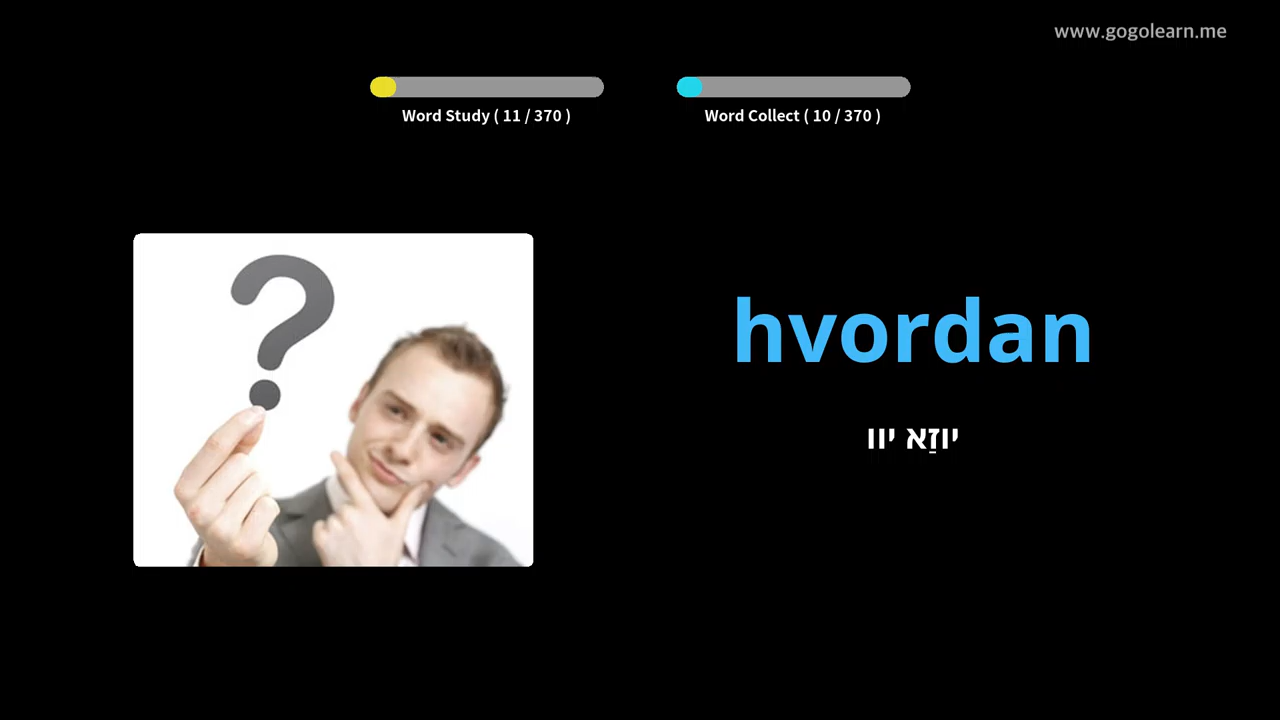 www.gogolearn.me
Word Study ( 11 / 370 )
Word Collect ( 10 / 370 )
hvordan
יוזַא יוו